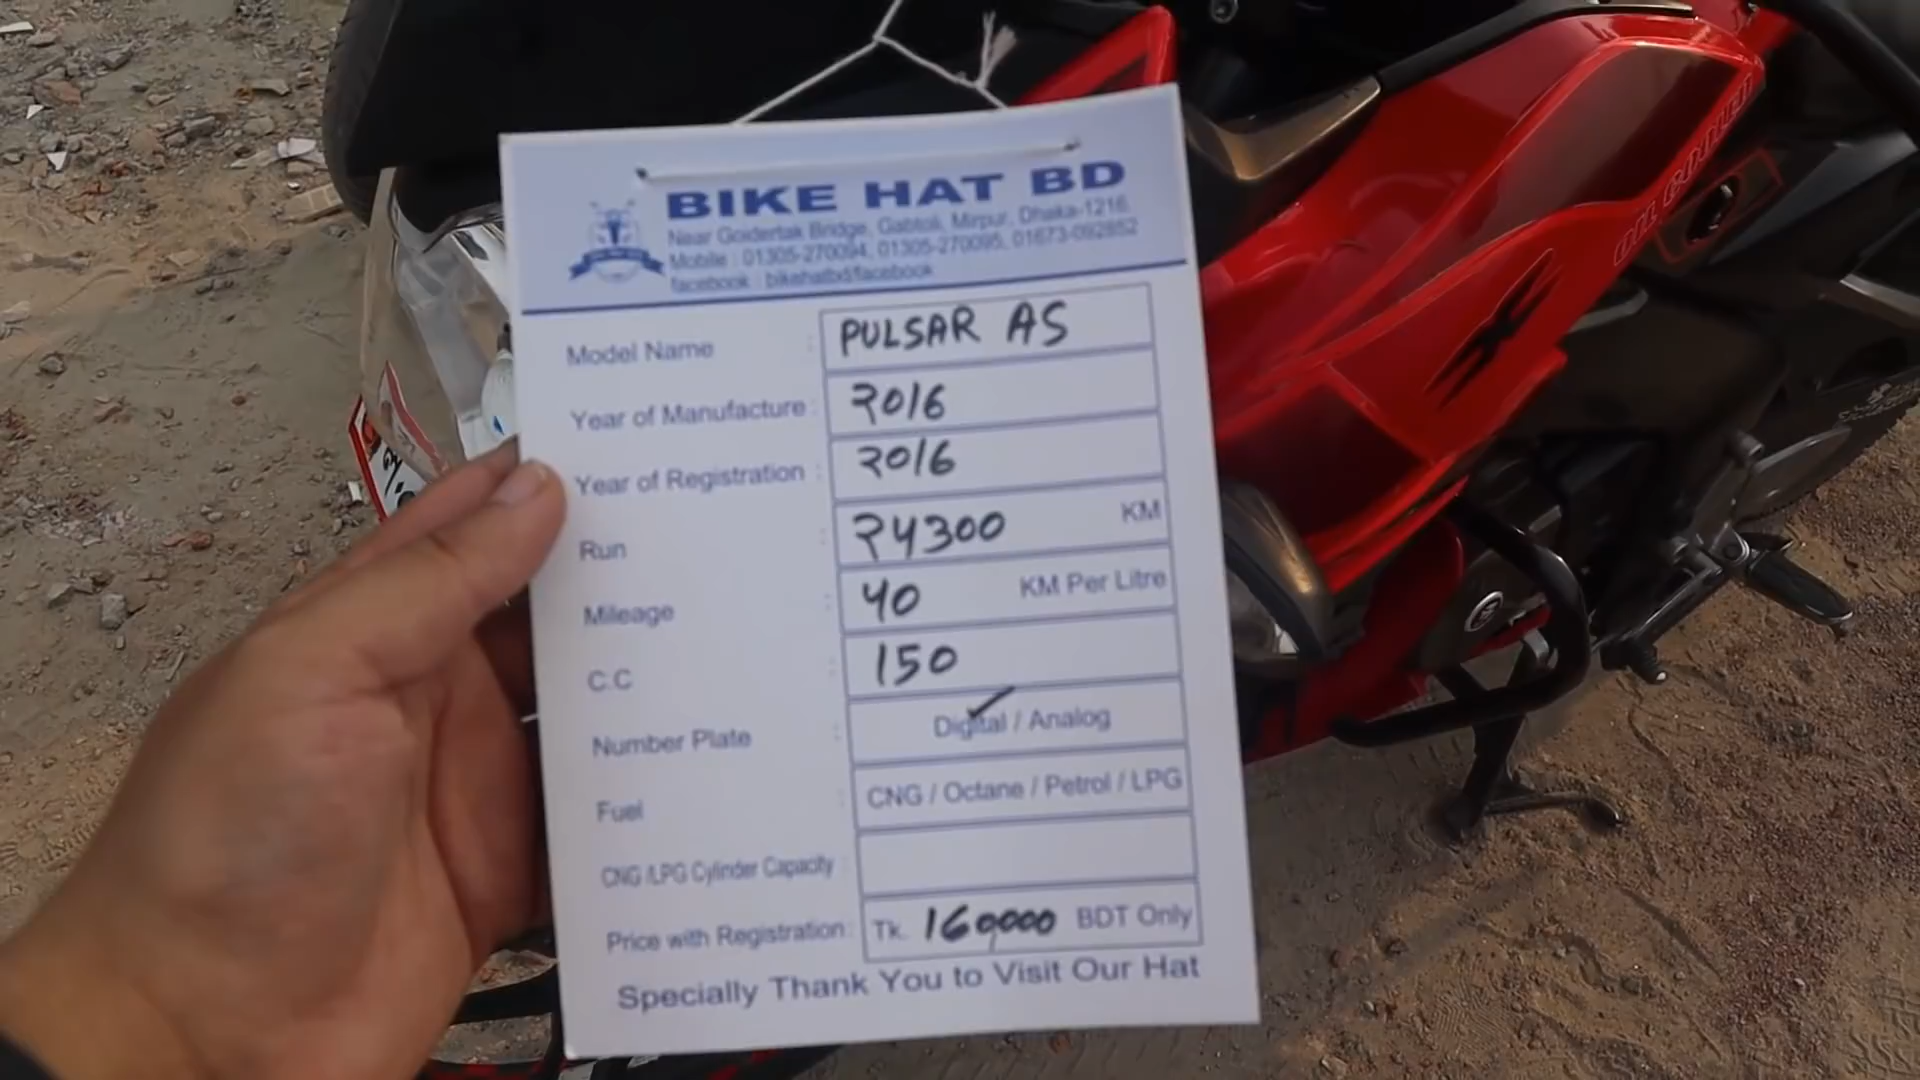 BIKE HAT BD
Near Goidertak Bridge, Gabtoli, Mirpur, Dhaka-1216,
Mobile : 01305-270094, 01305-270095, 01673-092852
facebook : bikehatbd/facebook
Model Name : PULSAR AS
Year of Manufacture : 2016
Year of Registration : 2016
Run : 24300 KM
Mileage : 40 KM Per Litre
C.C : 150
Number Plate : Digital / Analog
Fuel : CNG / Octane / Petrol / LPG
CNG /LPG Cylinder Capacity :
Price with Registration : Tk. 160,000 BDT Only
Specially Thank You to Visit Our Hat